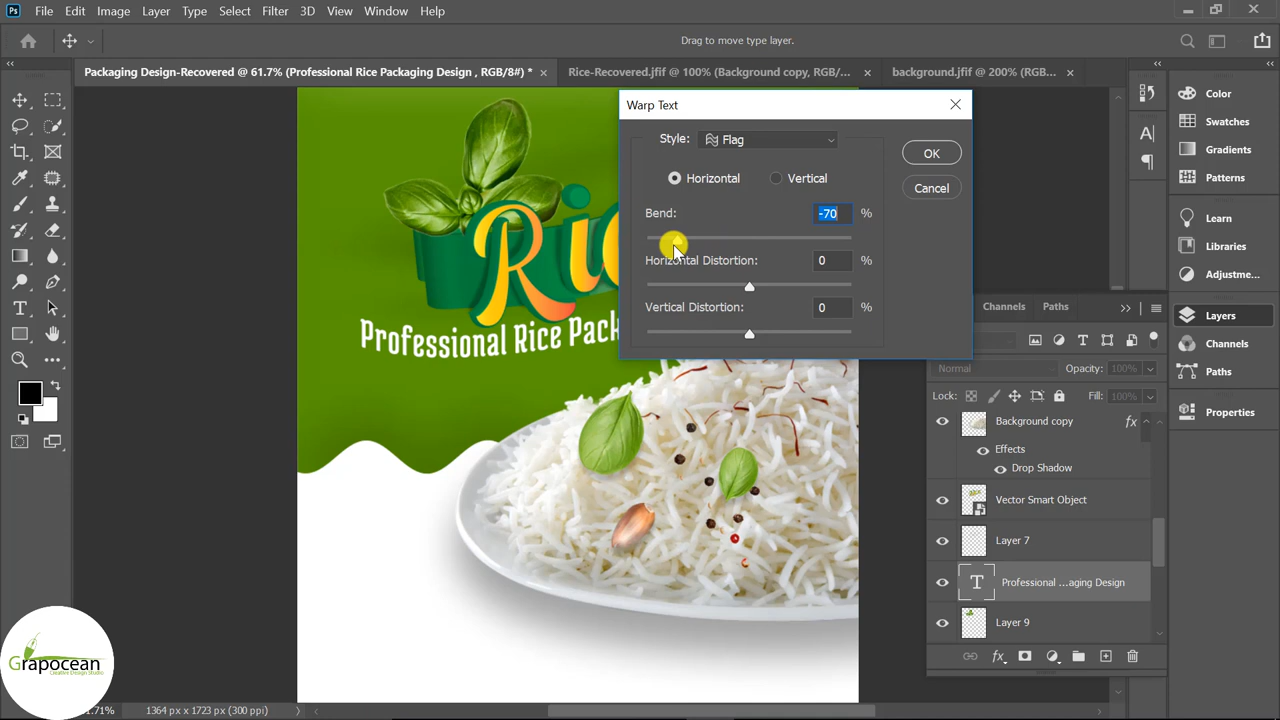 Ps File Edit Image Layer Type Select Filter 3D View Window Help
Drag to move type layer.
Packaging Design-Recovered @ 61.7% (Professional Rice Packaging Design , RGB/8#) *
Rice-Recovered.jfif @ 100% (Background copy, RGB/...
background.jfif @ 200% (RGB...
Warp Text
Style: Flag
OK
Horizontal Vertical
Cancel
Bend: -70 %
Horizontal Distortion: 0 %
Vertical Distortion: 0 %
Professional Rice Pack
Color
Swatches
Gradients
Patterns
Learn
Libraries
Adjustme...
Layers
Channels
Paths
Properties
Channels Paths
Normal Opacity: 100%
Lock: Fill: 100%
Background copy fx
Effects
Drop Shadow
Vector Smart Object
Layer 7
Professional ...aging Design
Layer 9
fx
Grapocean
Creative Design Studio
1.71% 1364 px x 1723 px (300 ppi)